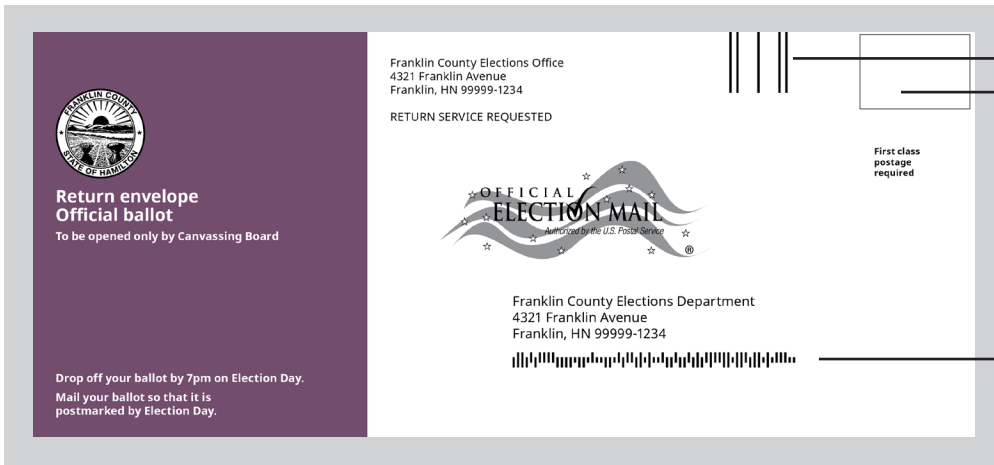 FRANKLIN COUNTY
STATE OF HAMILTON
Return envelope
Official ballot
To be opened only by Canvassing Board
Drop off your ballot by 7pm on Election Day.
Mail your ballot so that it is
postmarked by Election Day.
Franklin County Elections Office
4321 Franklin Avenue
Franklin, HN 99999-1234
RETURN SERVICE REQUESTED
First class
postage
required
OFFICIAL
ELECTION MAIL
Authorized by the U.S. Postal Service
®
Franklin County Elections Department
4321 Franklin Avenue
Franklin, HN 99999-1234